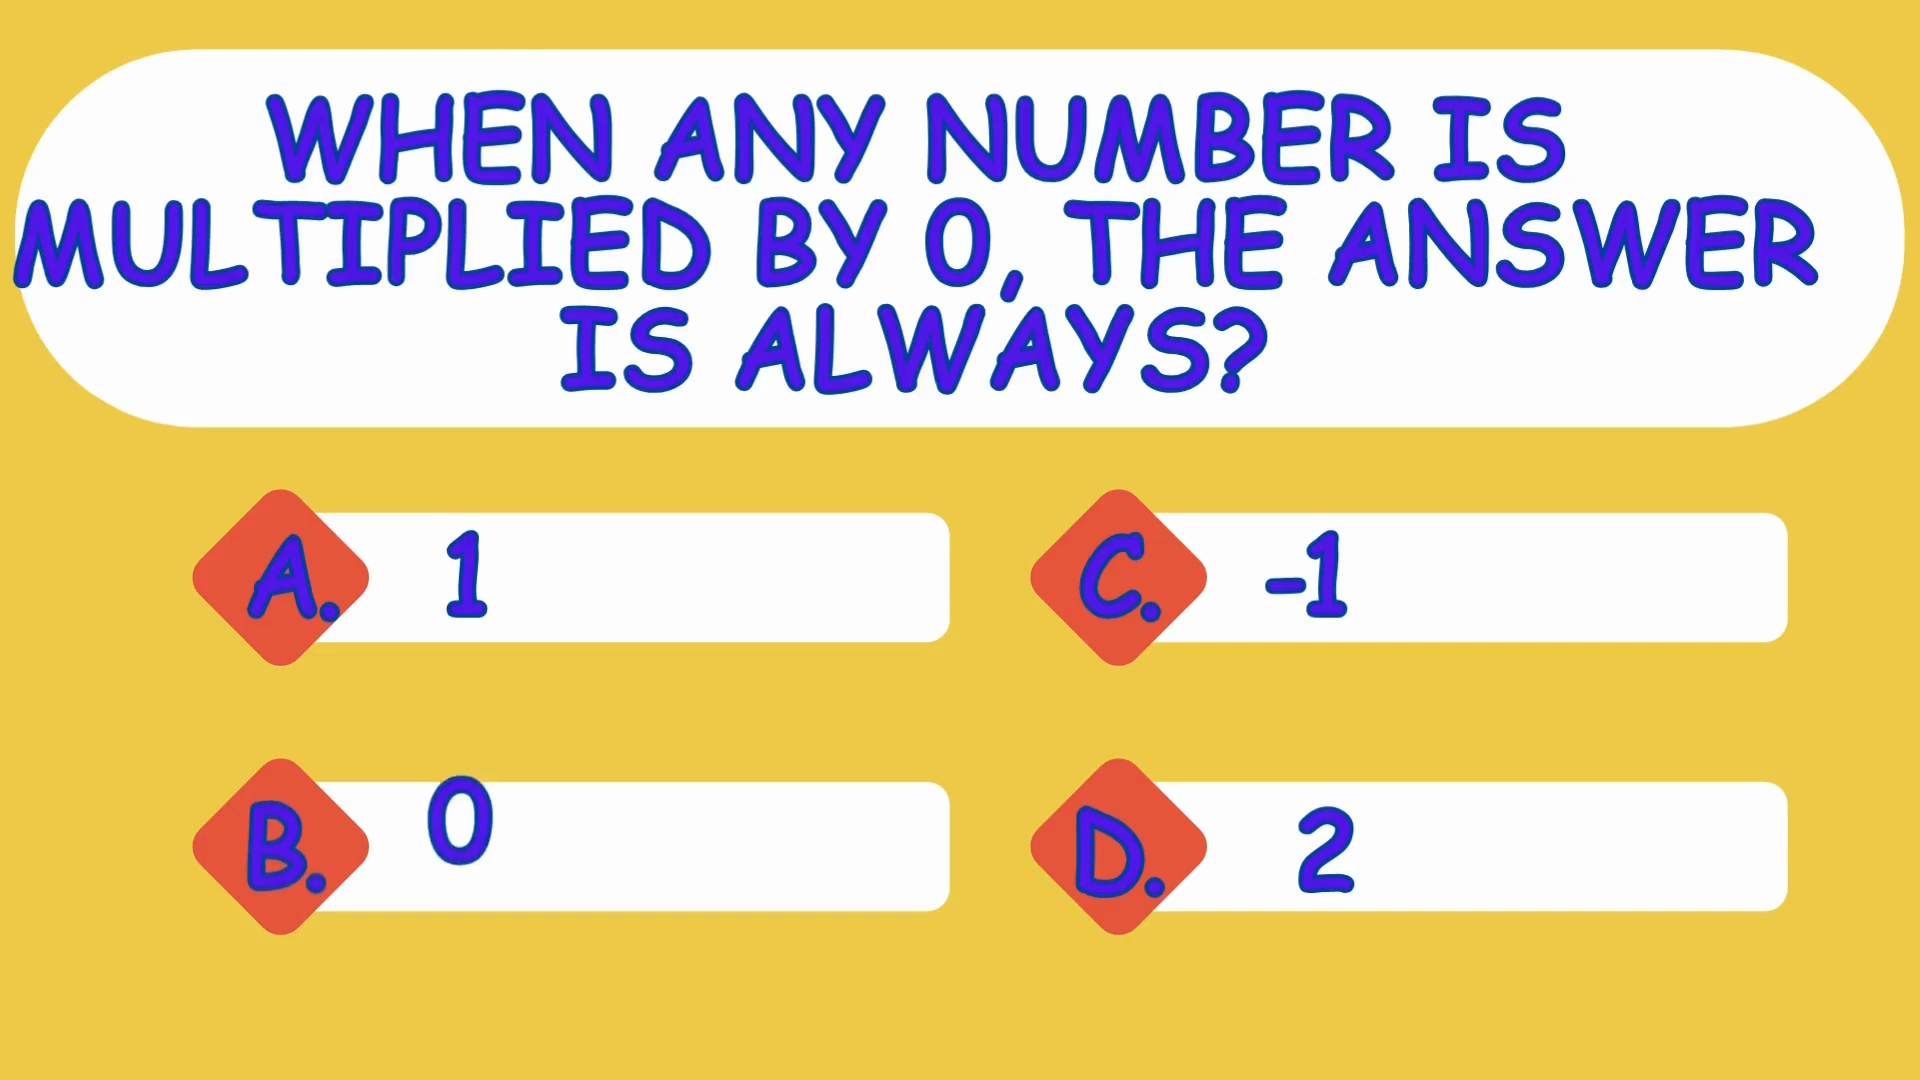 WHEN ANY NUMBER IS
MULTIPLIED BY 0, THE ANSWER
IS ALWAYS?
A. 1
B. 0
C. -1
D. 2